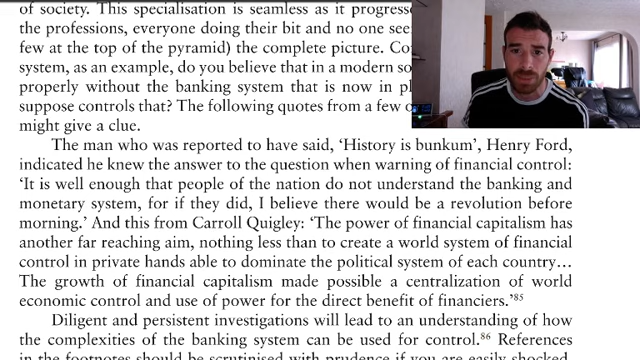 of society. This specialisation is seamless as it progress
the professions, everyone doing their bit and no one see
few at the top of the pyramid) the complete picture. Co
system, as an example, do you believe that in a modern so
properly without the banking system that is now in pl
suppose controls that? The following quotes from a few o
might give a clue.
The man who was reported to have said, ‘History is bunkum’, Henry Ford,
indicated he knew the answer to the question when warning of financial control:
‘It is well enough that people of the nation do not understand the banking and
monetary system, for if they did, I believe there would be a revolution before
morning.’ And this from Carroll Quigley: ‘The power of financial capitalism has
another far reaching aim, nothing less than to create a world system of financial
control in private hands able to dominate the political system of each country…
The growth of financial capitalism made possible a centralization of world
economic control and use of power for the direct benefit of financiers.’85
Diligent and persistent investigations will lead to an understanding of how
the complexities of the banking system can be used for control.86 References
in the footnotes should be scrutinised with prudence if you are easily shocked.